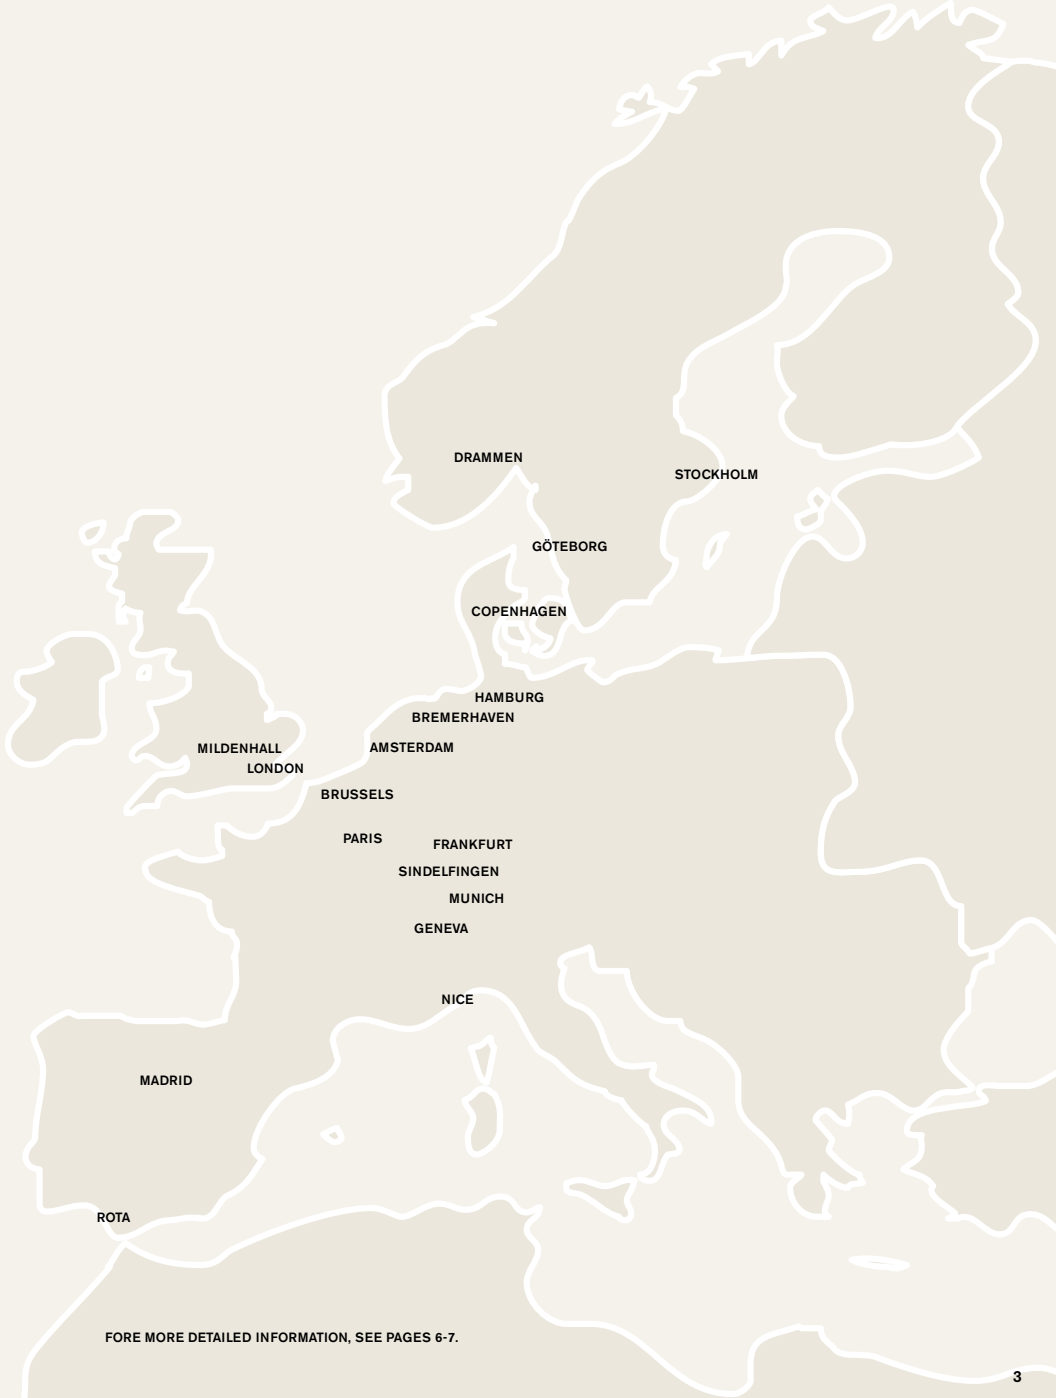 DRAMMEN
STOCKHOLM
GÖTEBORG
COPENHAGEN
HAMBURG
BREMERHAVEN
MILDENHALL
AMSTERDAM
LONDON
BRUSSELS
PARIS
FRANKFURT
SINDELFINGEN
MUNICH
GENEVA
NICE
MADRID
ROTA
FORE MORE DETAILED INFORMATION, SEE PAGES 6-7.
3